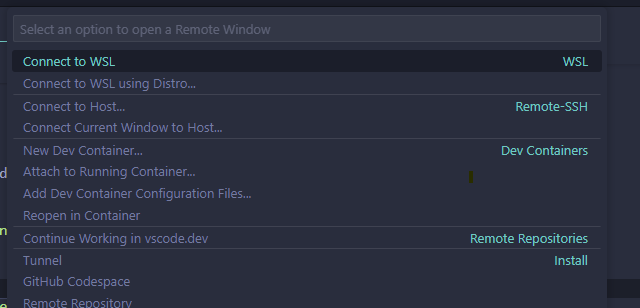 Select an option to open a Remote Window
Connect to WSL WSL
Connect to WSL using Distro...
Connect to Host... Remote-SSH
Connect Current Window to Host...
New Dev Container... Dev Containers
Attach to Running Container...
Add Dev Container Configuration Files...
Reopen in Container
Continue Working in vscode.dev Remote Repositories
Tunnel Install
GitHub Codespace
Remote Repository